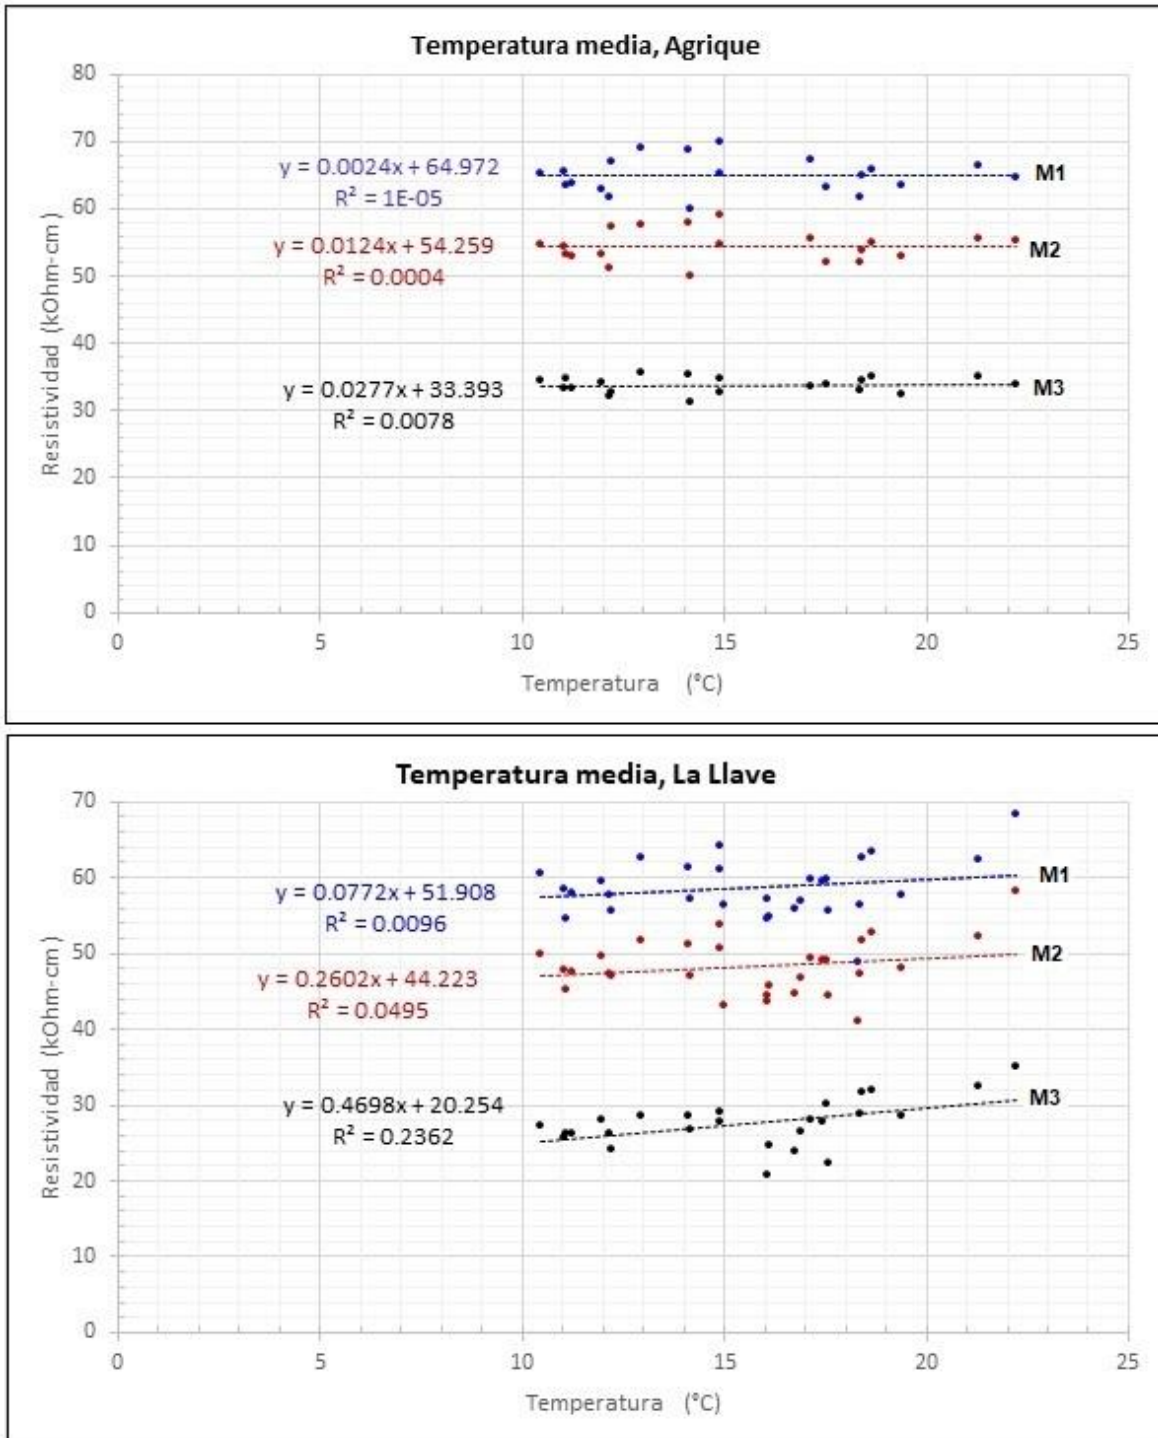 Temperatura media, Agrique
80
70
60
50
40
30
20
10
0
Resistividad (kOhm-cm)
y = 0.0024x + 64.972
R² = 1E-05
M1
y = 0.0124x + 54.259
R² = 0.0004
M2
y = 0.0277x + 33.393
R² = 0.0078
M3
0 5 10 15 20 25
Temperatura (°C)
Temperatura media, La Llave
70
60
50
40
30
20
10
0
Resistividad (kOhm-cm)
y = 0.0772x + 51.908
R² = 0.0096
M1
y = 0.2602x + 44.223
R² = 0.0495
M2
y = 0.4698x + 20.254
R² = 0.2362
M3
0 5 10 15 20 25
Temperatura (°C)